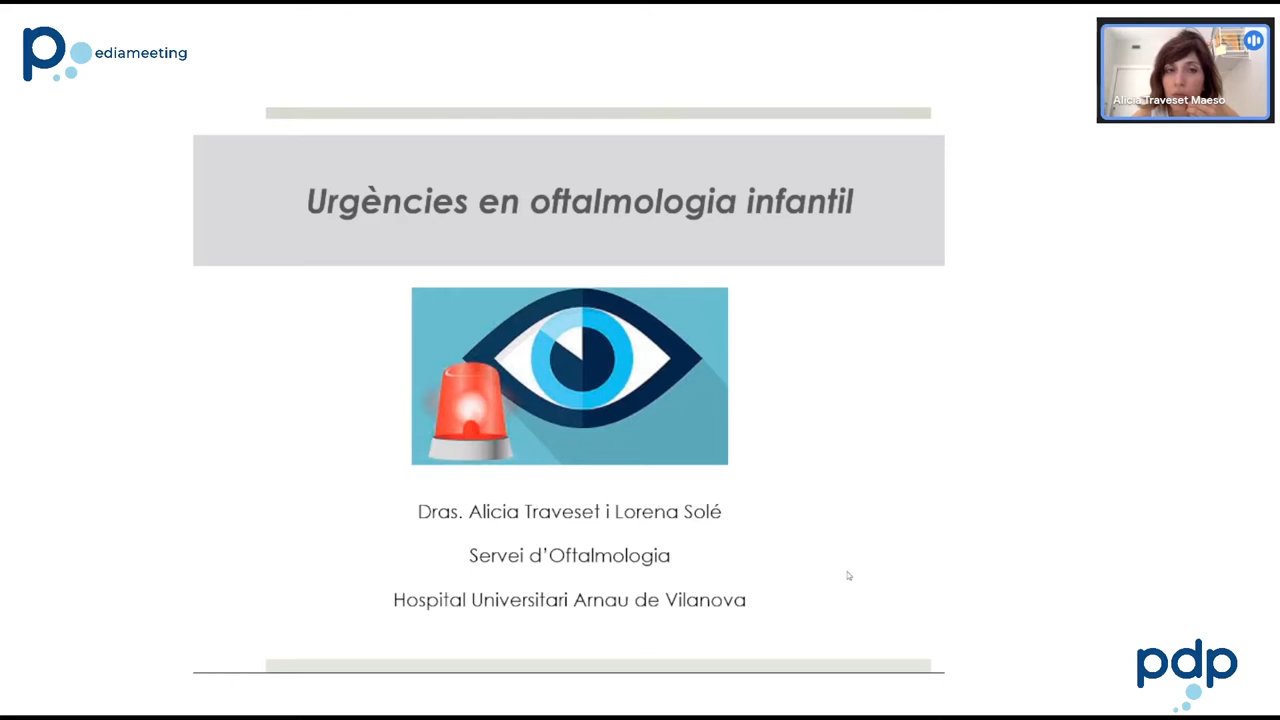 p ediameeting
Alicia Traveset Maeso
Urgències en oftalmologia infantil
Dras. Alicia Traveset i Lorena Solé
Servei d'Oftalmologia
Hospital Universitari Arnau de Vilanova
pdp